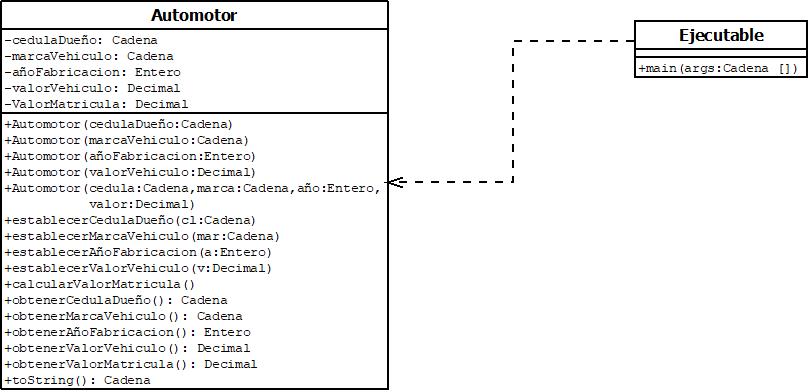 Automotor
-cedulaDueño: Cadena
-marcaVehiculo: Cadena
-añoFabricacion: Entero
-valorVehiculo: Decimal
-ValorMatricula: Decimal
+Automotor(cedulaDueño:Cadena)
+Automotor(marcaVehiculo:Cadena)
+Automotor(añoFabricacion:Entero)
+Automotor(valorVehiculo:Decimal)
+Automotor(cedula:Cadena,marca:Cadena,año:Entero,
valor:Decimal)
+establecerCedulaDueño(cl:Cadena)
+establecerMarcaVehiculo(mar:Cadena)
+establecerAñoFabricacion(a:Entero)
+establecerValorVehiculo(v:Decimal)
+calcularValorMatricula()
+obtenerCedulaDueño(): Cadena
+obtenerMarcaVehiculo(): Cadena
+obtenerAñoFabricacion(): Entero
+obtenerValorVehiculo(): Decimal
+obtenerValorMatricula(): Decimal
+toString(): Cadena
Ejecutable
+main(args:Cadena [])